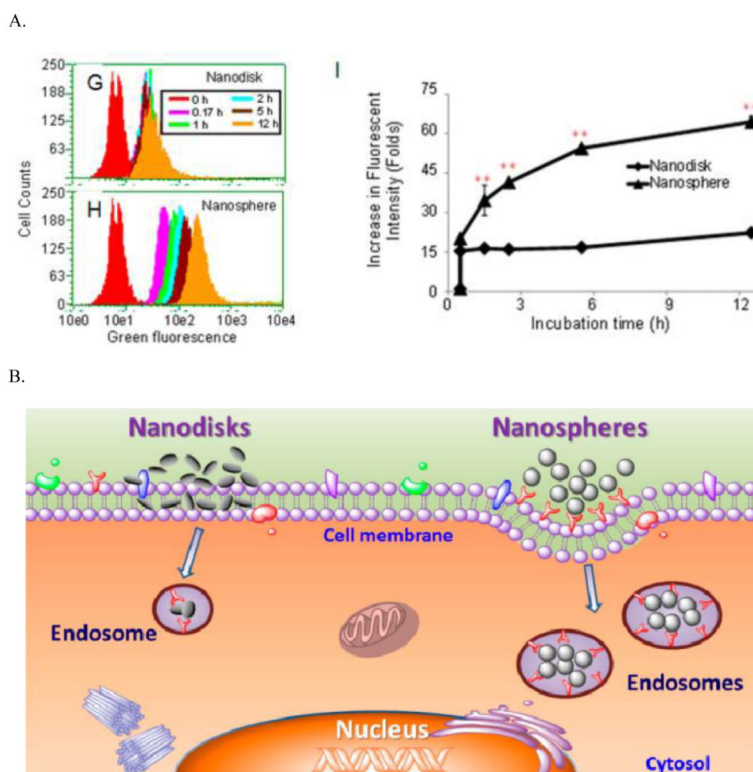 A.
G
Nanodisk
0 h
2 h
0.17 h
5 h
1 h
12 h
250
188
125
63
H
Nanosphere
250
188
125
63
0
Cell Counts
10e0 10e1 10e2 10e3 10e4
Green fluorescence
I
75
60
45
30
15
0
Increase in Fluorescent
Intensity (Folds)
**
**
**
**
Nanodisk
Nanosphere
0 3 6 9 12
Incubation time (h)
B.
Nanodisks
Nanospheres
Cell membrane
Endosome
Endosomes
Nucleus
Cytosol